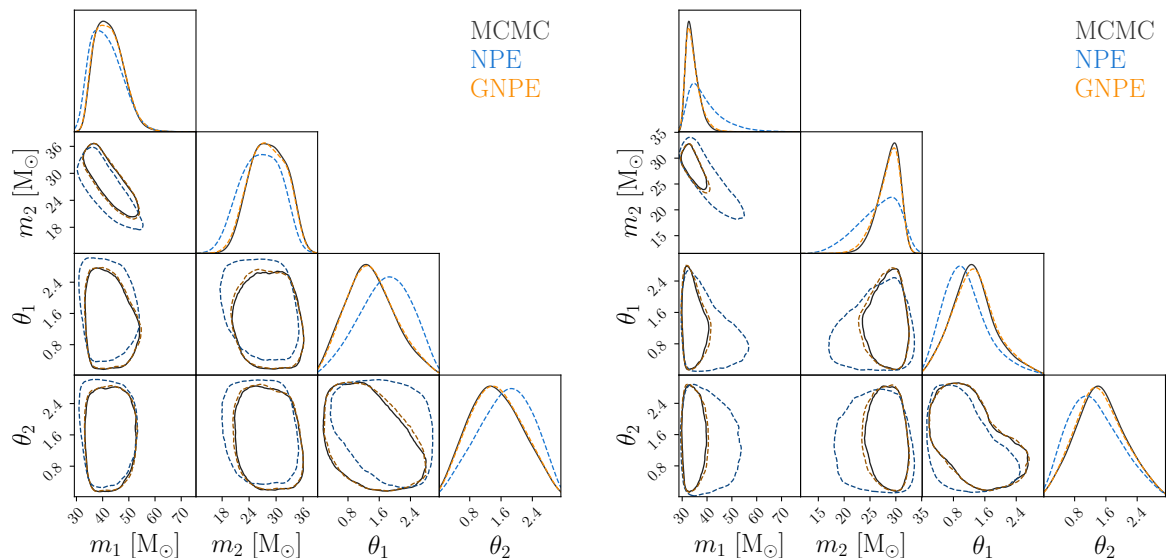 MCMC
NPE
GNPE
36
30
24
18
m₂ [M☉]
2.4
1.6
0.8
θ₁
2.4
1.6
0.8
θ₂
30 40 50 60 70
18 24 30 36
0.8 1.6 2.4
0.8 1.6 2.4
m₁ [M☉] m₂ [M☉] θ₁ θ₂
MCMC
NPE
GNPE
35
30
25
20
15
m₂ [M☉]
2.4
1.6
0.8
θ₁
2.4
1.6
0.8
θ₂
30 40 50 60 70
15 20 25 30 35
0.8 1.6 2.4
0.8 1.6 2.4
m₁ [M☉] m₂ [M☉] θ₁ θ₂